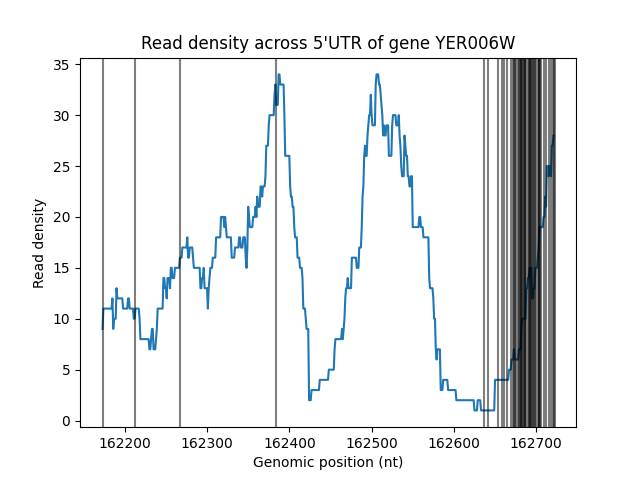 Read density across 5'UTR of gene YER006W
35
30
25
20
15
10
5
0
Read density
162200 162300 162400 162500 162600 162700
Genomic position (nt)